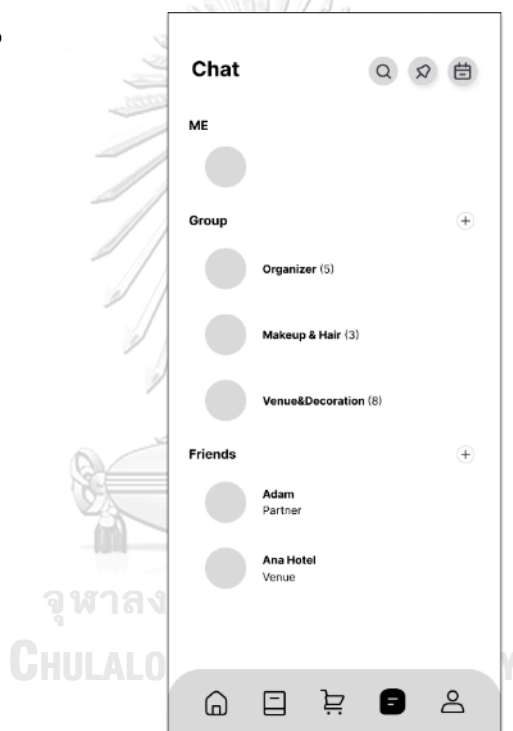 Chat
ME
Group
Organizer (5)
Makeup & Hair (3)
Venue&Decoration (8)
Friends
Adam
Partner
Ana Hotel
Venue
จุฬาลง
CHULALO
Y